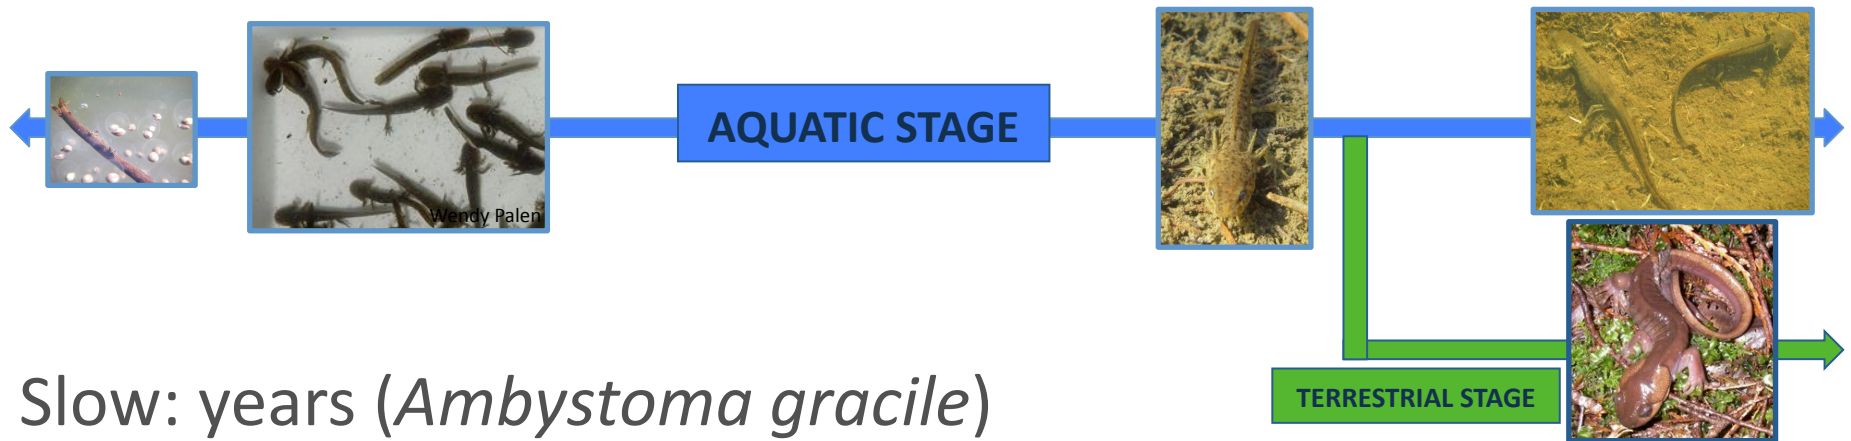 AQUATIC STAGE
Wendy Palen
TERRESTRIAL STAGE
Slow: years (Ambystoma gracile)